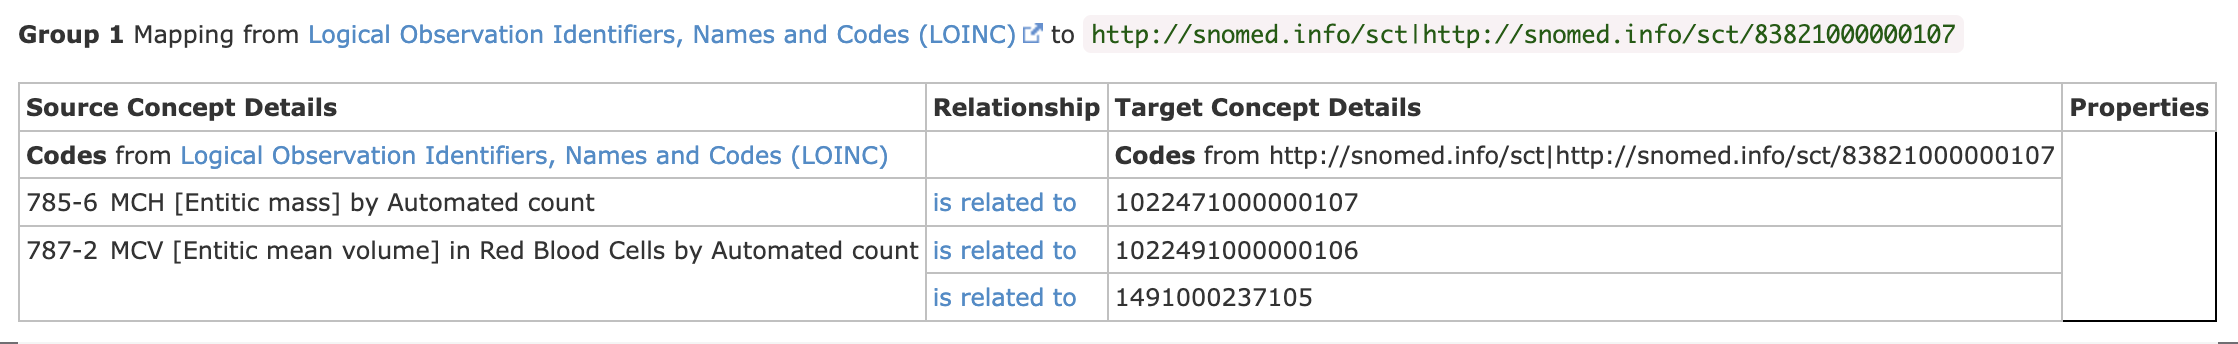 Group 1 Mapping from Logical Observation Identifiers, Names and Codes (LOINC) to http://snomed.info/sct|http://snomed.info/sct/83821000000107
Source Concept Details Relationship Target Concept Details Properties
Codes from Logical Observation Identifiers, Names and Codes (LOINC) Codes from http://snomed.info/sct|http://snomed.info/sct/83821000000107
785-6 MCH [Entitic mass] by Automated count is related to 1022471000000107
787-2 MCV [Entitic mean volume] in Red Blood Cells by Automated count is related to 1022491000000106
is related to 1491000237105